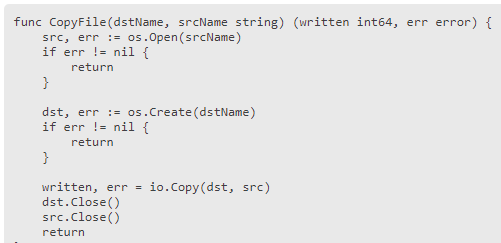 func CopyFile(dstName, srcName string) (written int64, err error) {
    src, err := os.Open(srcName)
    if err != nil {
        return
    }

    dst, err := os.Create(dstName)
    if err != nil {
        return
    }

    written, err = io.Copy(dst, src)
    dst.Close()
    src.Close()
    return